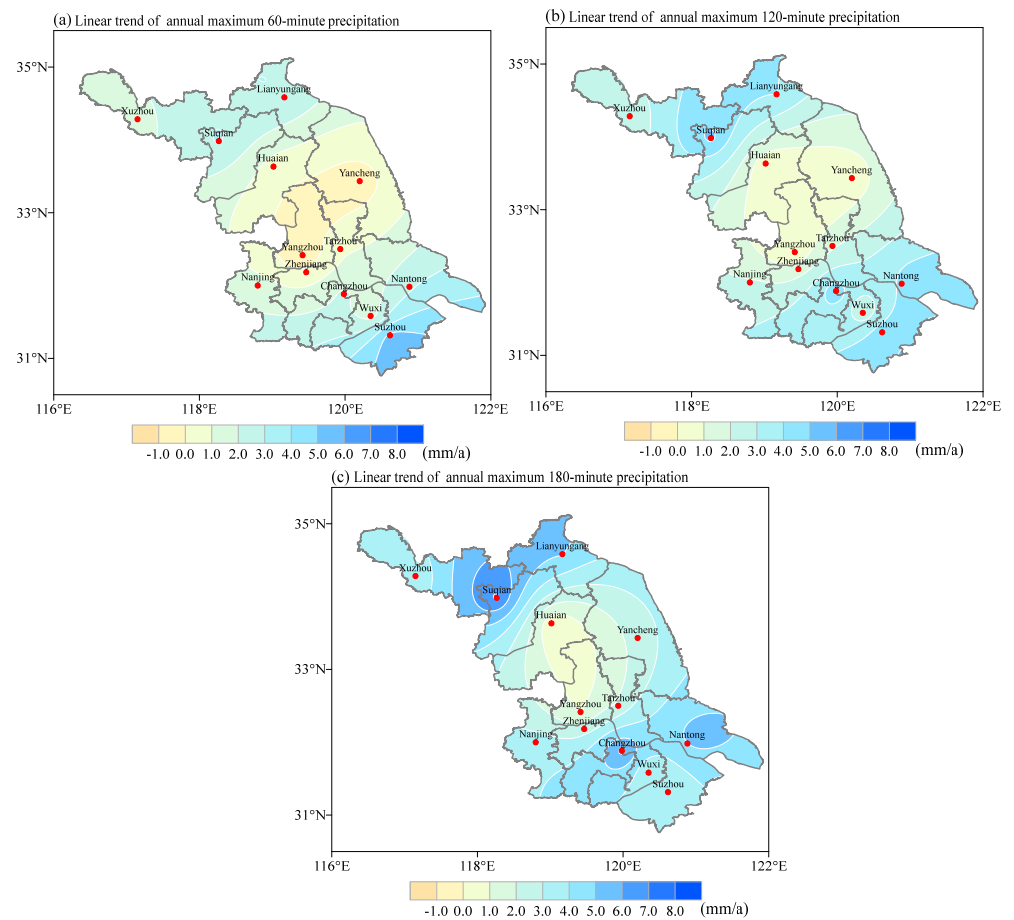 (a) Linear trend of annual maximum 60-minute precipitation
35°N
33°N
31°N
116°E 118°E 120°E 122°E
Xuzhou
Lianyungang
Suqian
Huaian
Yancheng
Yangzhou
Taizhou
Zhenjiang
Nanjing
Changzhou
Nantong
Wuxi
Suzhou
-1.0 0.0 1.0 2.0 3.0 4.0 5.0 6.0 7.0 8.0 (mm/a)
(b) Linear trend of annual maximum 120-minute precipitation
35°N
33°N
31°N
116°E 118°E 120°E 122°E
Xuzhou
Lianyungang
Suqian
Huaian
Yancheng
Yangzhou
Taizhou
Zhenjiang
Nanjing
Changzhou
Nantong
Wuxi
Suzhou
-1.0 0.0 1.0 2.0 3.0 4.0 5.0 6.0 7.0 8.0 (mm/a)
(c) Linear trend of annual maximum 180-minute precipitation
35°N
33°N
31°N
116°E 118°E 120°E 122°E
Xuzhou
Lianyungang
Suqian
Huaian
Yancheng
Yangzhou
Taizhou
Zhenjiang
Nanjing
Changzhou
Nantong
Wuxi
Suzhou
-1.0 0.0 1.0 2.0 3.0 4.0 5.0 6.0 7.0 8.0 (mm/a)